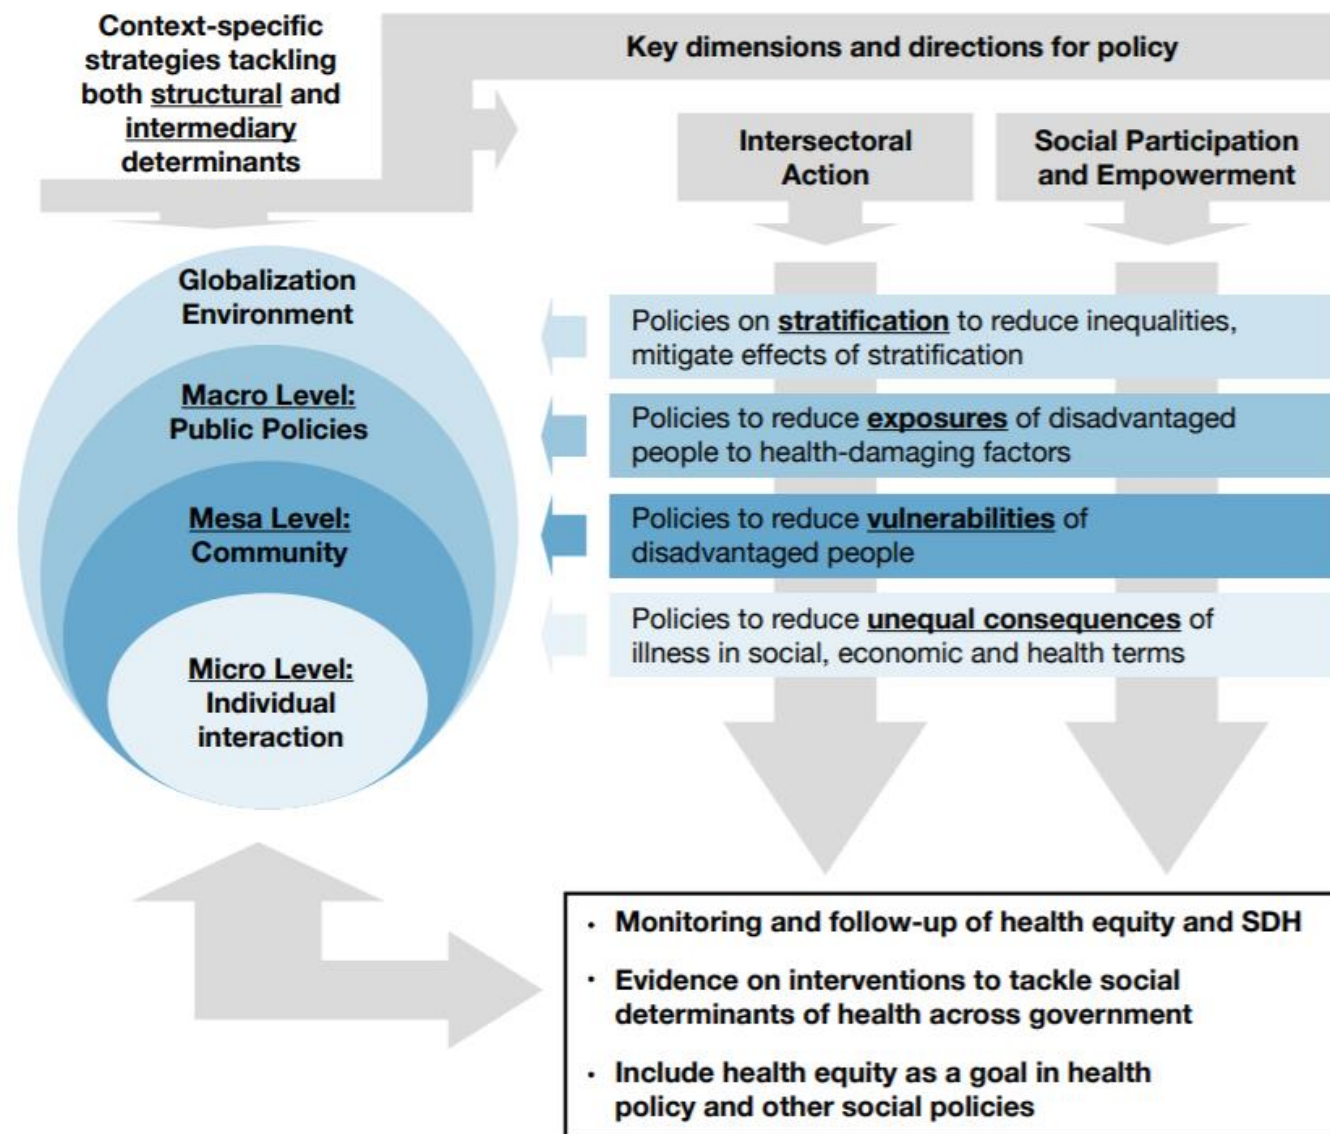 Context-specific
strategies tackling
both structural and
intermediary
determinants
Key dimensions and directions for policy
Intersectoral
Action
Social Participation
and Empowerment
Globalization
Environment
Macro Level:
Public Policies
Mesa Level:
Community
Micro Level:
Individual
interaction
Policies on stratification to reduce inequalities,
mitigate effects of stratification
Policies to reduce exposures of disadvantaged
people to health-damaging factors
Policies to reduce vulnerabilities of
disadvantaged people
Policies to reduce unequal consequences of
illness in social, economic and health terms
· Monitoring and follow-up of health equity and SDH
· Evidence on interventions to tackle social
determinants of health across government
· Include health equity as a goal in health
policy and other social policies